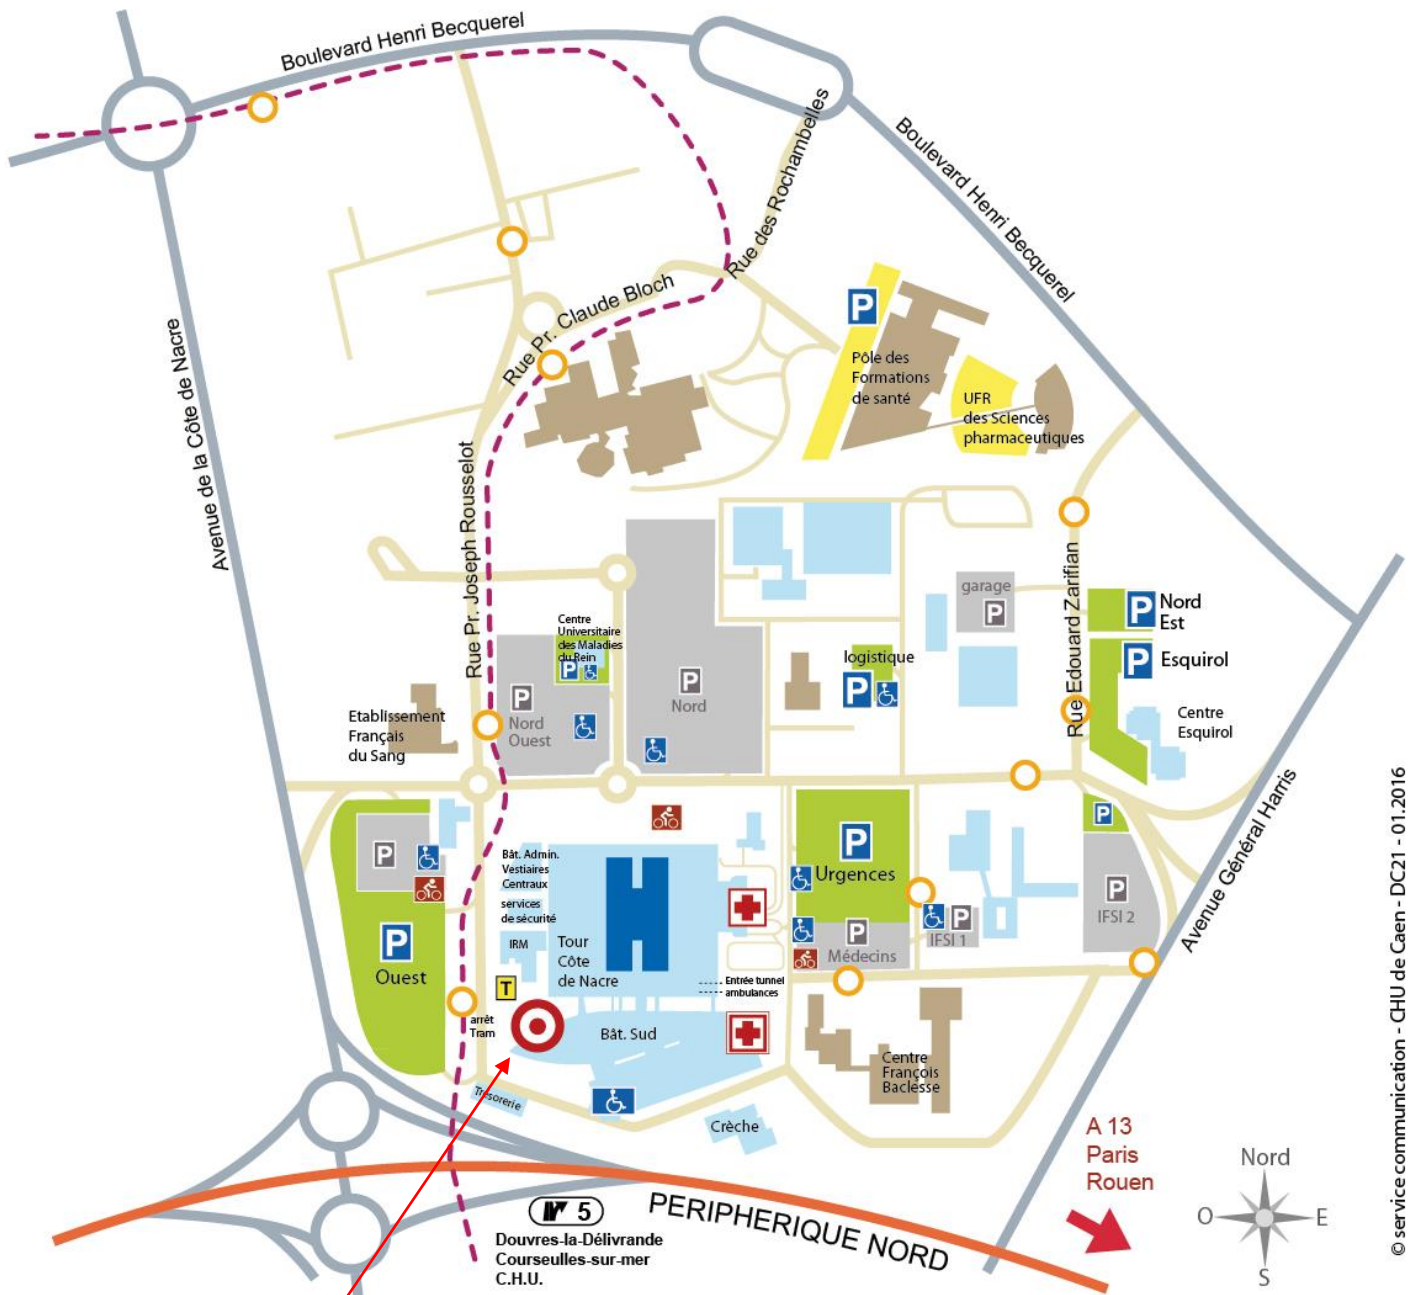 Boulevard Henri Becquerel
Boulevard Henri Becquerel
Rue des Rochambelles
Avenue de la Côte de Nacre
Rue Pr. Claude Bloch
P
Pôle des
Formations
de santé
UFR
des Sciences
pharmaceutiques
Rue Pr. Joseph Rousselot
Rue Edouard Zarifian
garage
P
P
Nord
Est
P
Esquirol
Centre
Esquirol
Centre
Universitaire
des Maladies
du Rein
P
P
Nord
Ouest
P
Nord
logistique
P
Etablissement
Français
du Sang
Avenue Général Harris
P
P
Ouest
Bât. Admin.
Vestiaires
Centraux
services
de sécurité
IRM
Tour
Côte
de Nacre
H
P
Urgences
P
Médecins
P
IFSI 1
P
P
IFSI 2
T
arrêt
Tram
Entrée tunnel
ambulances
Bât. Sud
Trésorerie
Crèche
Centre
François
Baclesse
A 13
Paris
Rouen
5
Douvres-la-Délivrande
Courseulles-sur-mer
C.H.U.
PERIPHERIQUE NORD
Nord
O
E
S
© service communication - CHU de Caen - DC21 - 01.2016